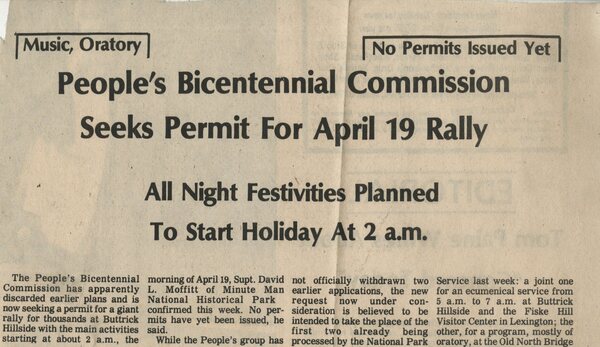 Music, Oratory
No Permits Issued Yet
People's Bicentennial Commission
Seeks Permit For April 19 Rally
All Night Festivities Planned
To Start Holiday At 2 a.m.
The People's Bicentennial
Commission has apparently
discarded earlier plans and is
now seeking a permit for a giant
rally for thousands at Buttrick
Hillside with the main activities
starting at about 2 a.m., the
morning of April 19, Supt. David
L. Moffitt of Minute Man
National Historical Park
confirmed this week. No per-
mits have yet been issued, he
said.
While the People's group has
not officially withdrawn two
earlier applications, the new
request now under con-
sideration is believed to be
intended to take the place of the
first two already being
processed by the National Park
Service last week: a joint one
for an ecumenical service from
5 a.m. to 7 a.m. at Buttrick
Hillside and the Fiske Hill
Visitor Center in Lexington; the
other, for a program, mostly of
oratory, at the Old North Bridge